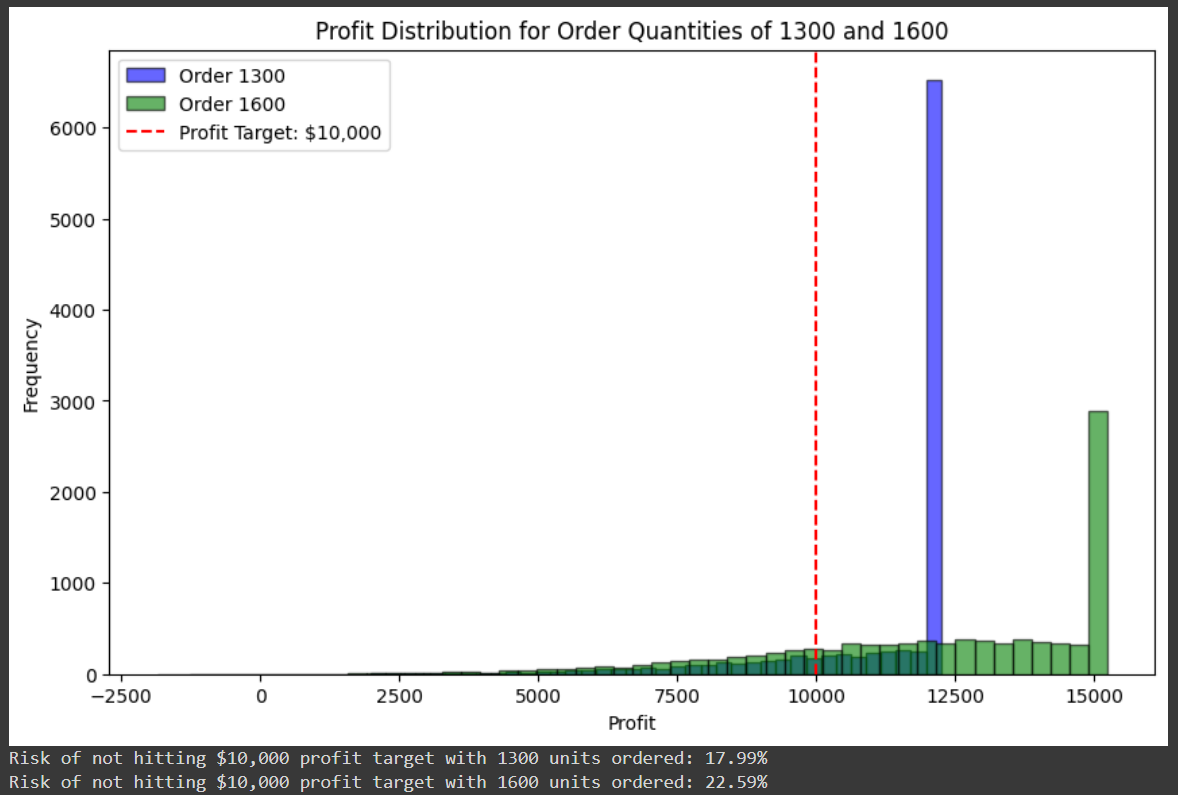 Profit Distribution for Order Quantities of 1300 and 1600
Order 1300
Order 1600
Profit Target: $10,000
Frequency
6000
5000
4000
3000
2000
1000
0
−2500 0 2500 5000 7500 10000 12500 15000
Profit
Risk of not hitting $10,000 profit target with 1300 units ordered: 17.99%
Risk of not hitting $10,000 profit target with 1600 units ordered: 22.59%